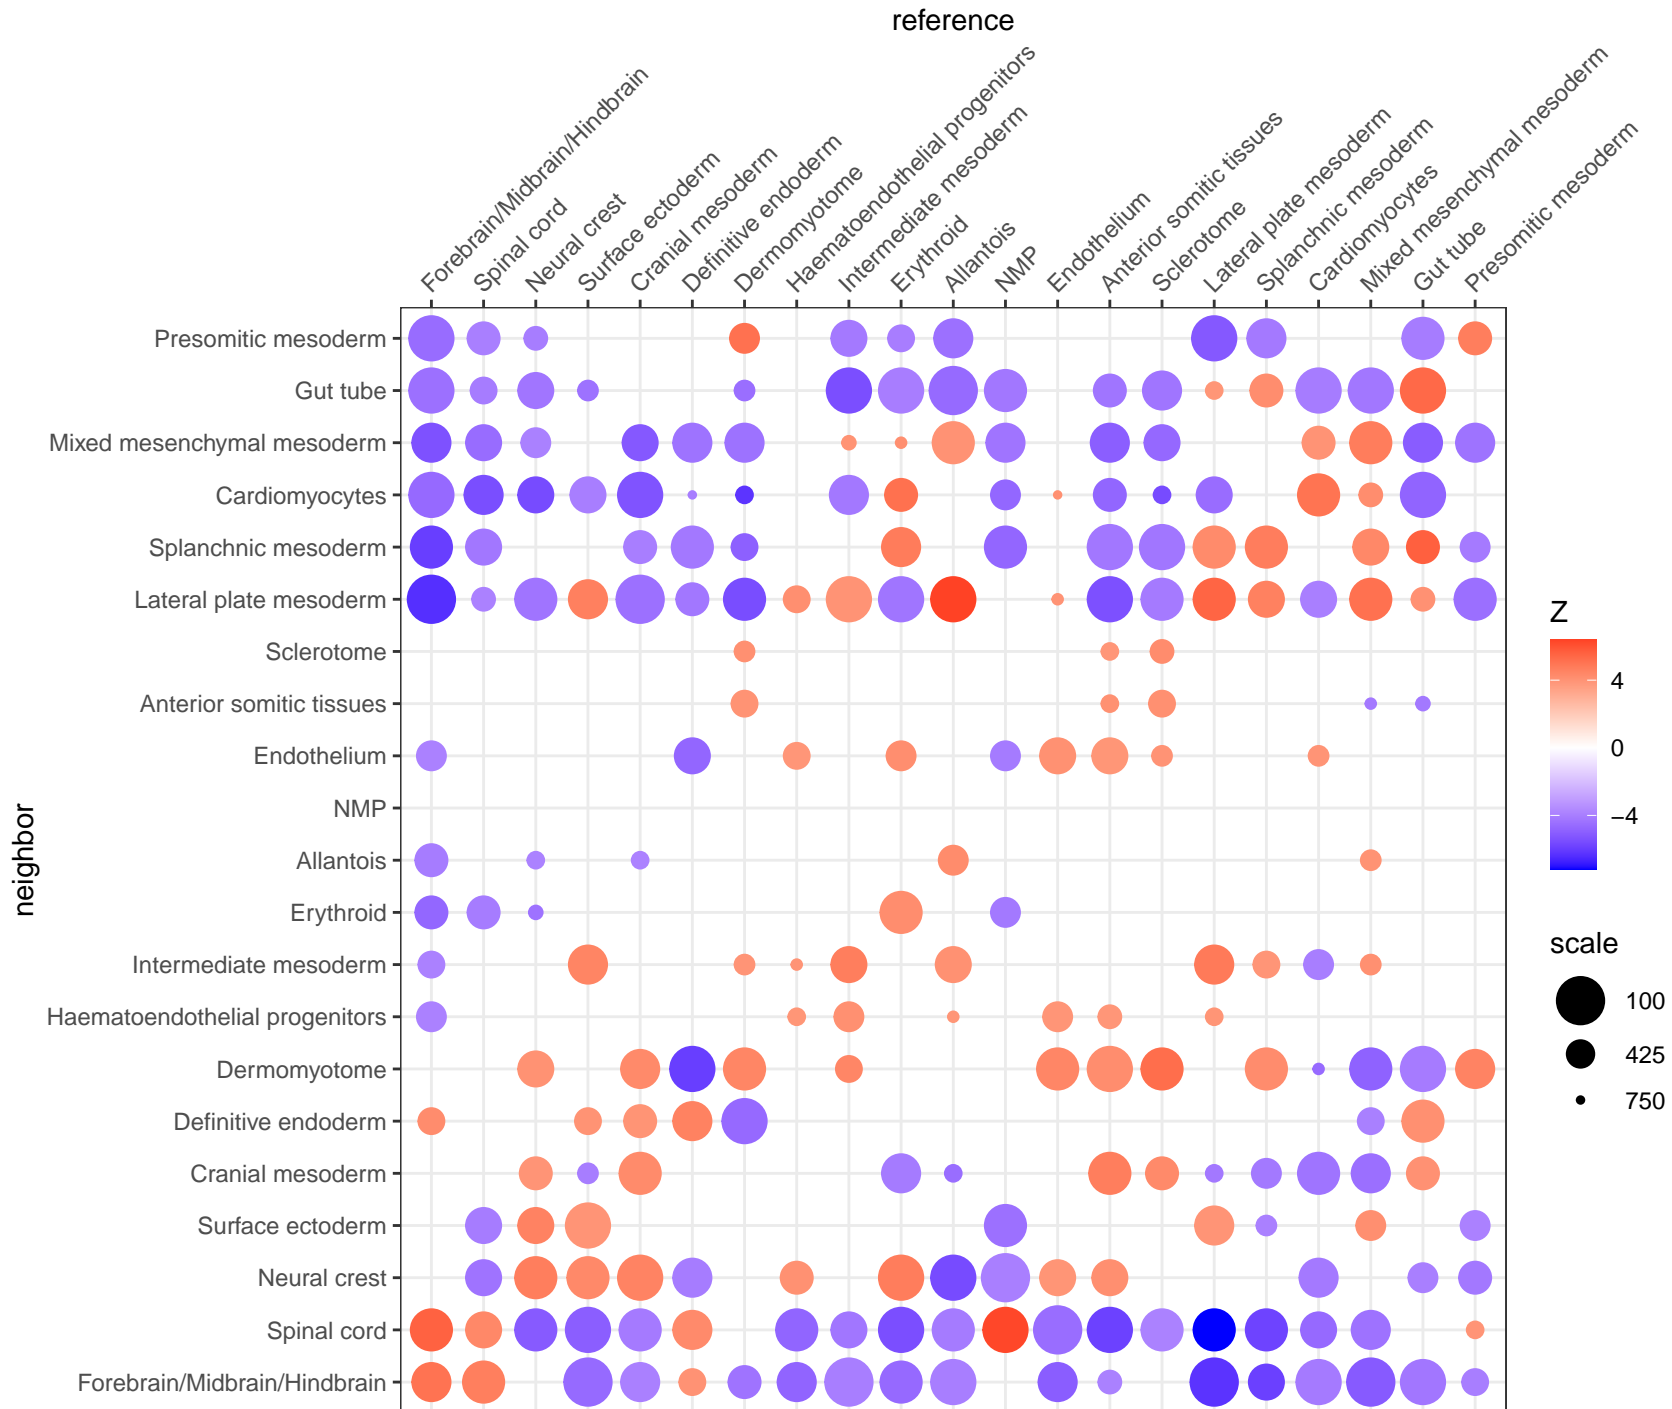 reference
Forebrain/Midbrain/Hindbrain
Spinal cord
Neural crest
Surface ectoderm
Cranial mesoderm
Definitive endoderm
Dermomyotome
Haematoendothelial progenitors
Intermediate mesoderm
Erythroid
Allantois
NMP
Endothelium
Anterior somitic tissues
Sclerotome
Lateral plate mesoderm
Splanchnic mesoderm
Cardiomyocytes
Mixed mesenchymal mesoderm
Gut tube
Presomitic mesoderm
neighbor
Presomitic mesoderm
Gut tube
Mixed mesenchymal mesoderm
Cardiomyocytes
Splanchnic mesoderm
Lateral plate mesoderm
Sclerotome
Anterior somitic tissues
Endothelium
NMP
Allantois
Erythroid
Intermediate mesoderm
Haematoendothelial progenitors
Dermomyotome
Definitive endoderm
Cranial mesoderm
Surface ectoderm
Neural crest
Spinal cord
Forebrain/Midbrain/Hindbrain
Z
4
0
−4
scale
100
425
750